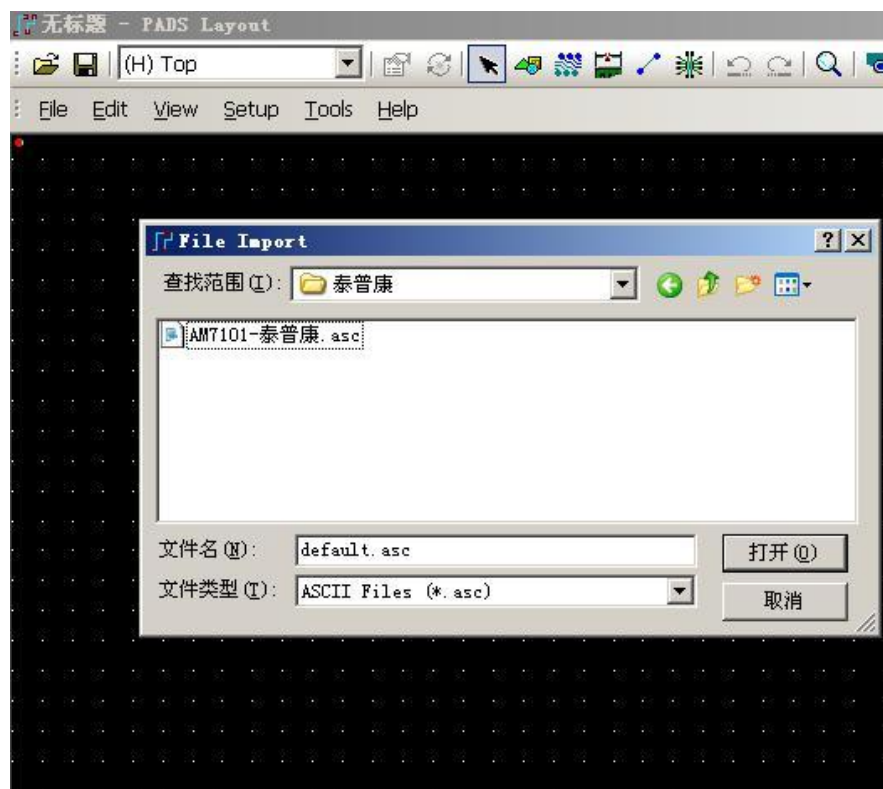 无标题 - PADS Layout
(H) Top
File Edit View Setup Tools Help
File Import
查找范围(I): 泰普康
AM7101-泰普康.asc
文件名(N): default.asc 打开(O)
文件类型(T): ASCII Files (*.asc) 取消